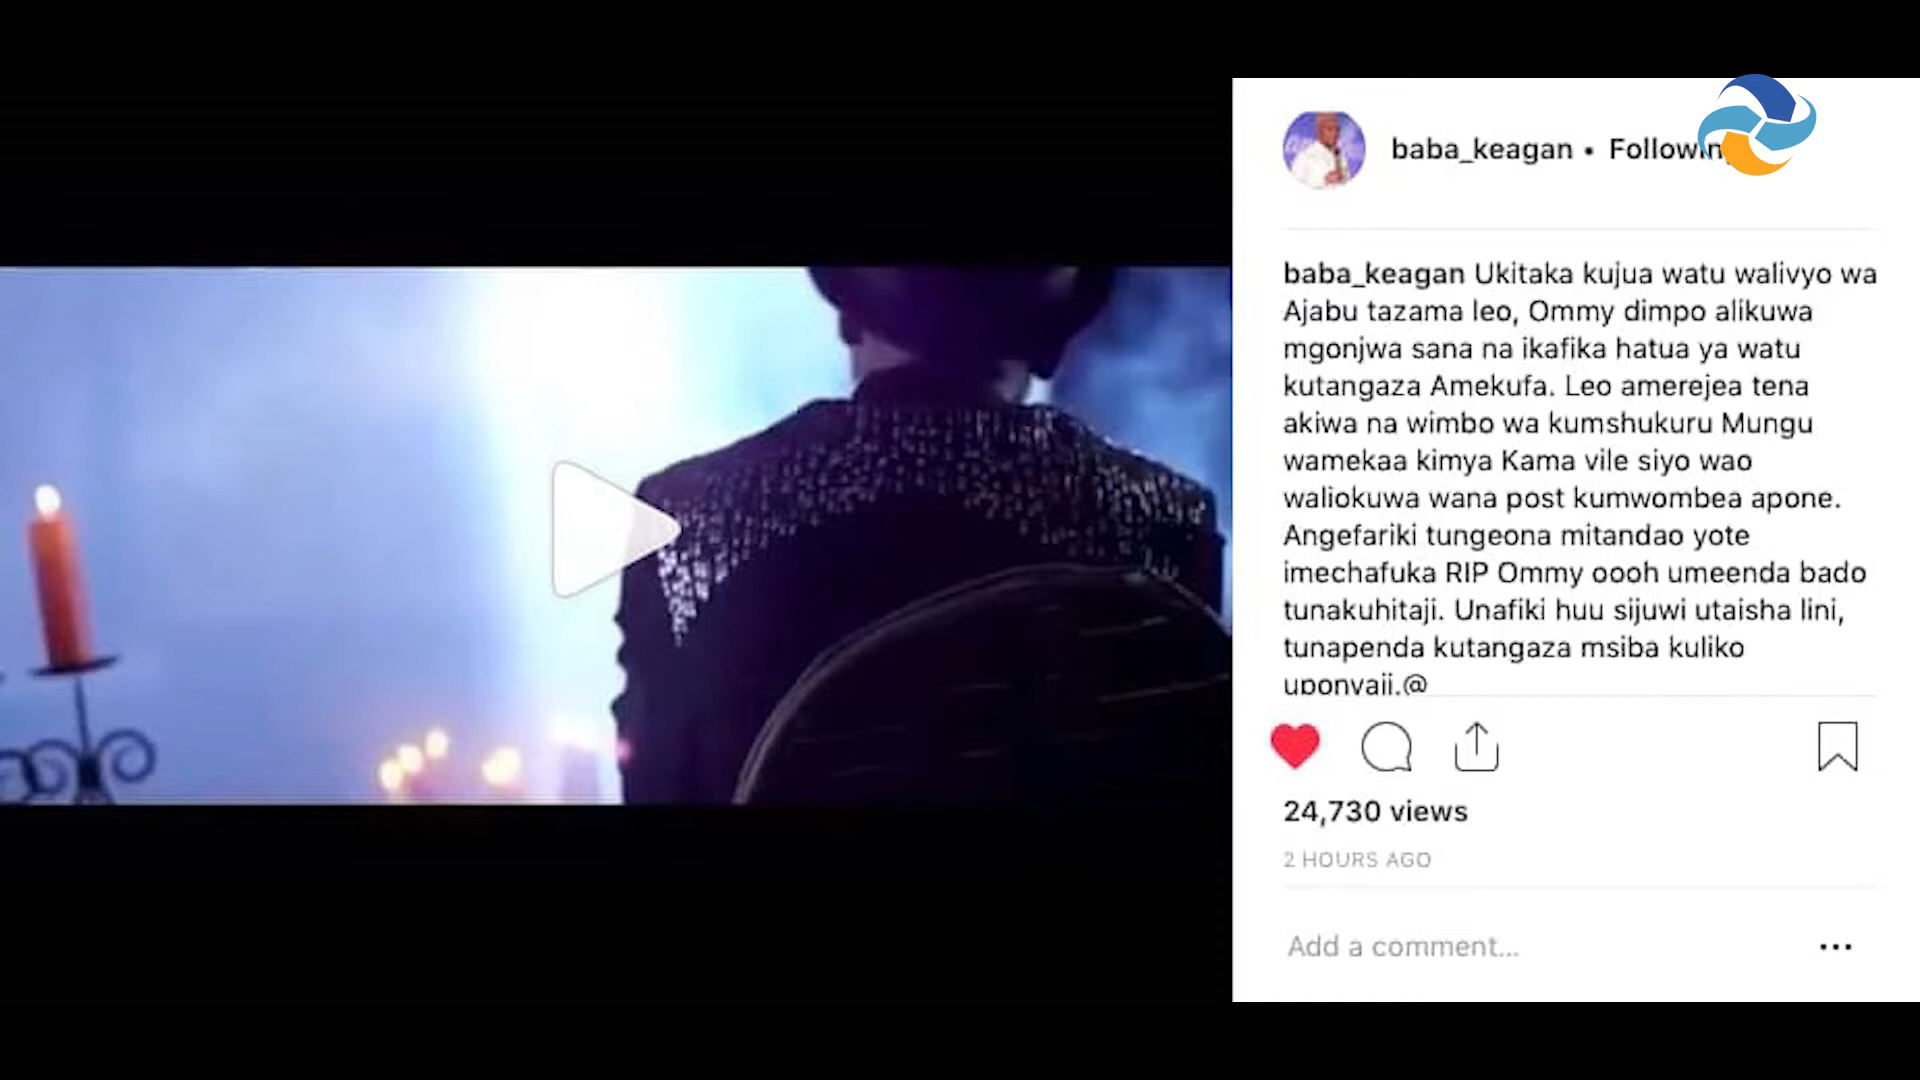 baba_keagan • Following
baba_keagan Ukitaka kujua watu walivyo wa
Ajabu tazama leo, Ommy dimpo alikuwa
mgonjwa sana na ikafika hatua ya watu
kutangaza Amekufa. Leo amerejea tena
akiwa na wimbo wa kumshukuru Mungu
wamekaa kimya Kama vile siyo wao
waliokuwa wana post kumwombea apone.
Angefariki tungeona mitandao yote
imechafuka RIP Ommy oooh umeenda bado
tunakuhitaji. Unafiki huu sijuwi utaisha lini,
tunapenda kutangaza msiba kuliko
uponyaji.@
24,730 views
2 HOURS AGO
Add a comment...